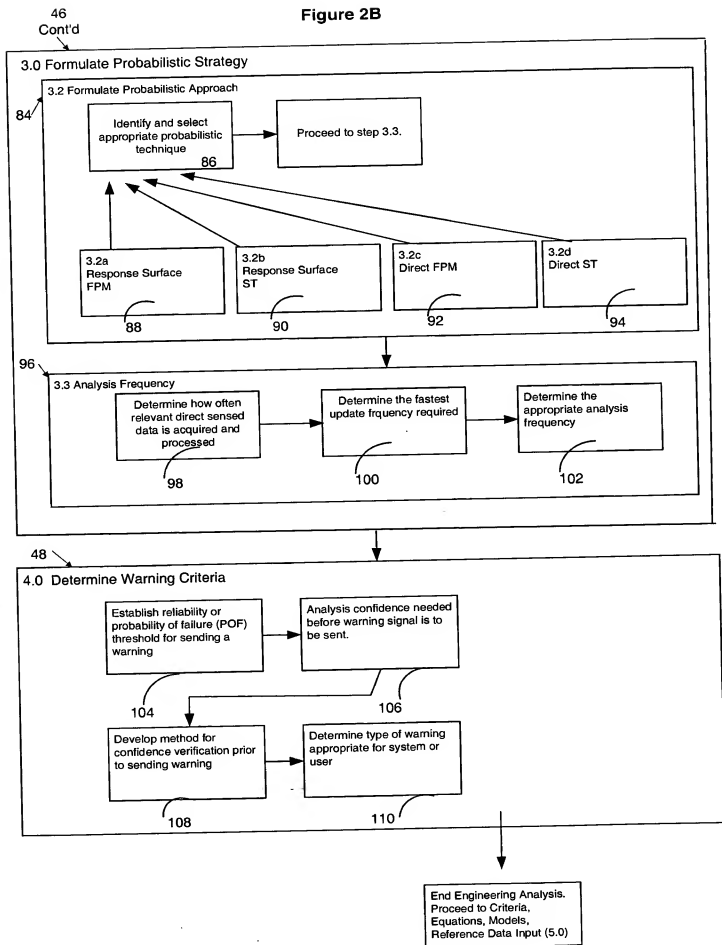 Figure 2B
46
Cont'd
3.0 Formulate Probabilistic Strategy
3.2 Formulate Probabilistic Approach
84
Identify and select
appropriate probabilistic
technique
86
Proceed to step 3.3.
3.2a
Response Surface
FPM
88
3.2b
Response Surface
ST
90
3.2c
Direct FPM
92
3.2d
Direct ST
94
96
3.3 Analysis Frequency
Determine how often
relevant direct sensed
data is acquired and
processed
98
Determine the fastest
update frquency required
100
Determine the
appropriate analysis
frequency
102
48
4.0 Determine Warning Criteria
Establish reliability or
probability of failure (POF)
threshold for sending a
warning
104
Analysis confidence needed
before warning signal is to
be sent.
106
Develop method for
confidence verification prior
to sending warning
108
Determine type of warning
appropriate for system or
user
110
End Engineering Analysis.
Proceed to Criteria,
Equations, Models,
Reference Data Input (5.0)